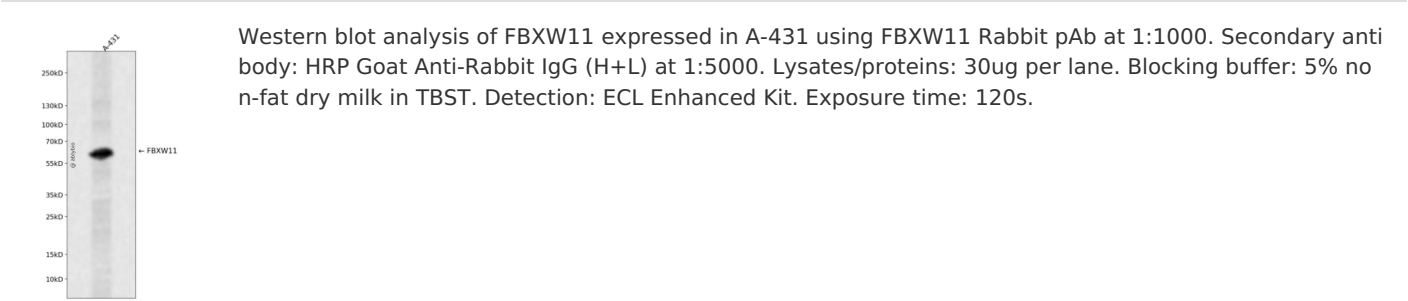 A-431
250kD
130kD
100kD
70kD
55kD
35kD
25kD
15kD
10kD
@ abybio
← FBXW11
Western blot analysis of FBXW11 expressed in A-431 using FBXW11 Rabbit pAb at 1:1000. Secondary anti
body: HRP Goat Anti-Rabbit IgG (H+L) at 1:5000. Lysates/proteins: 30ug per lane. Blocking buffer: 5% no
n-fat dry milk in TBST. Detection: ECL Enhanced Kit. Exposure time: 120s.